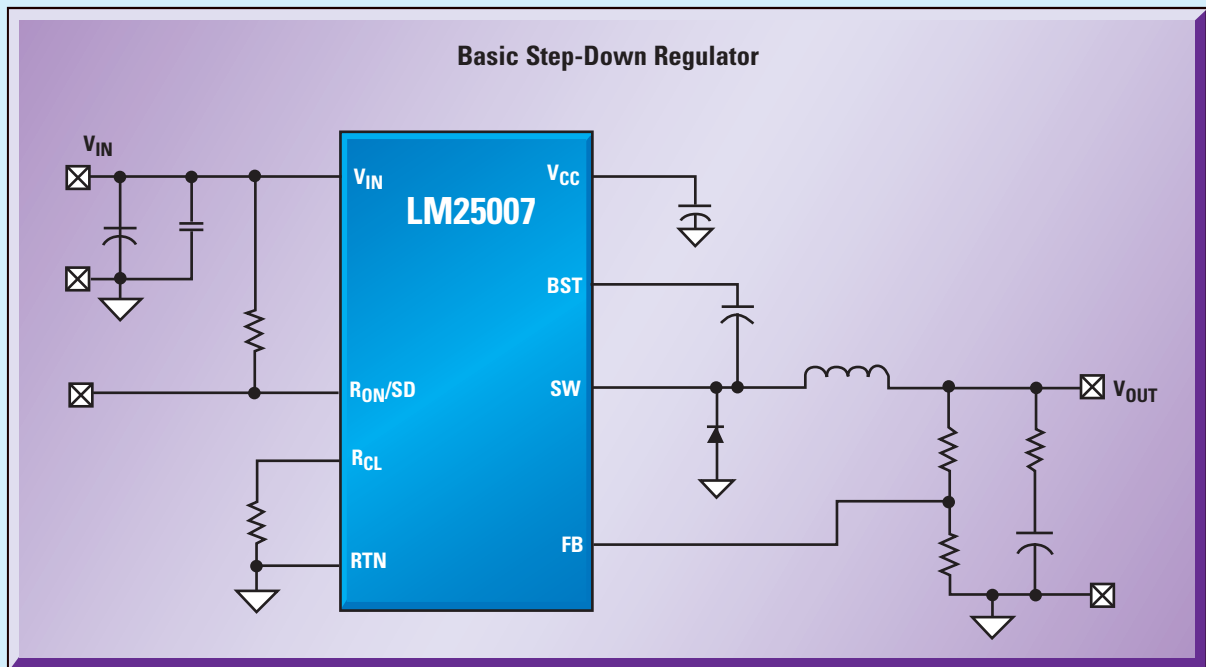 Basic Step-Down Regulator
VIN
VIN
VCC
LM25007
BST
RON/SD
SW
VOUT
RCL
FB
RTN